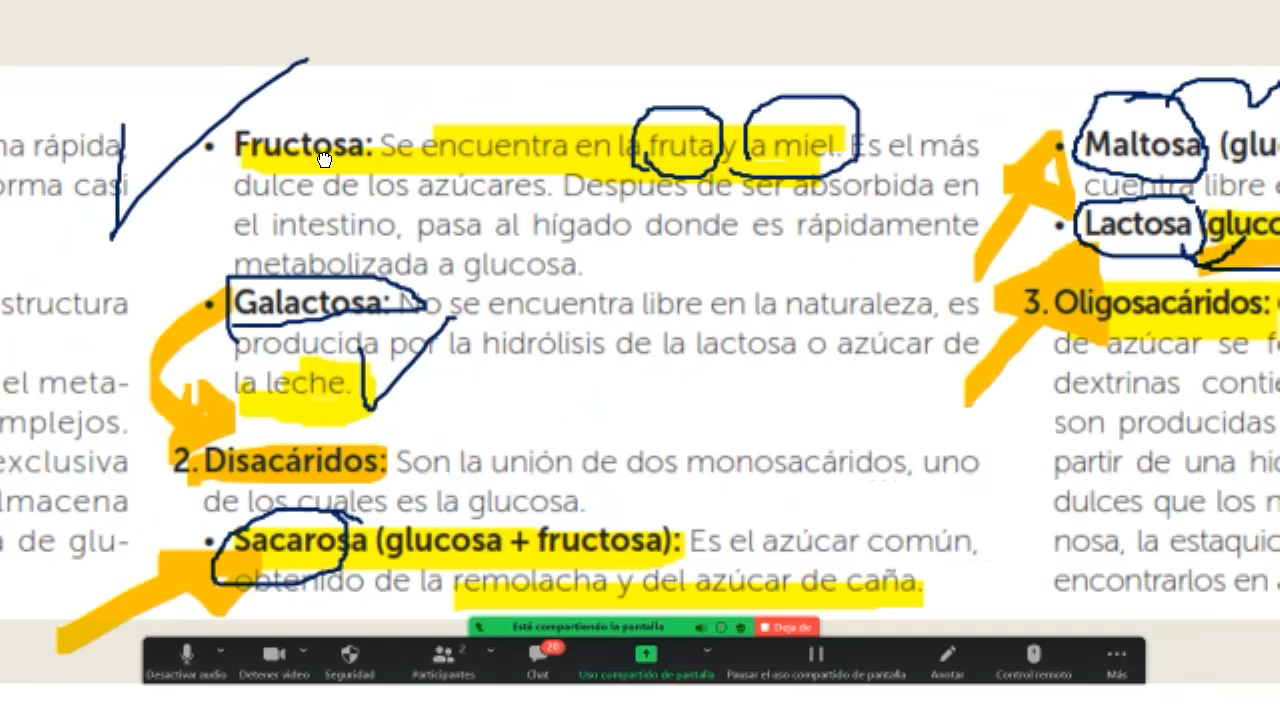 na rápida,
orma casi
structura
el meta-
mplejos.
exclusiva
lmacena
a de glu-
• Fructosa: Se encuentra en la fruta y la miel. Es el más
dulce de los azúcares. Después de ser absorbida en
el intestino, pasa al hígado donde es rápidamente
metabolizada a glucosa.
• Galactosa: No se encuentra libre en la naturaleza, es
producida por la hidrólisis de la lactosa o azúcar de
la leche.
2. Disacáridos: Son la unión de dos monosacáridos, uno
de los cuales es la glucosa.
• Sacarosa (glucosa + fructosa): Es el azúcar común,
obtenido de la remolacha y del azúcar de caña.
• Maltosa (glu
cuentra libre e
• Lactosa (gluco
3. Oligosacáridos:
de azúcar se f
dextrinas conti
son producidas
partir de una hi
dulces que los n
nosa, la estaquic
encontrarlos en a
Está compartiendo la pantalla Deja de
Desactivar audio Detener video Seguridad Participantes 2 Chat 20 Uso compartido de pantalla Pausar el uso compartido de pantalla Anotar Control remoto Más